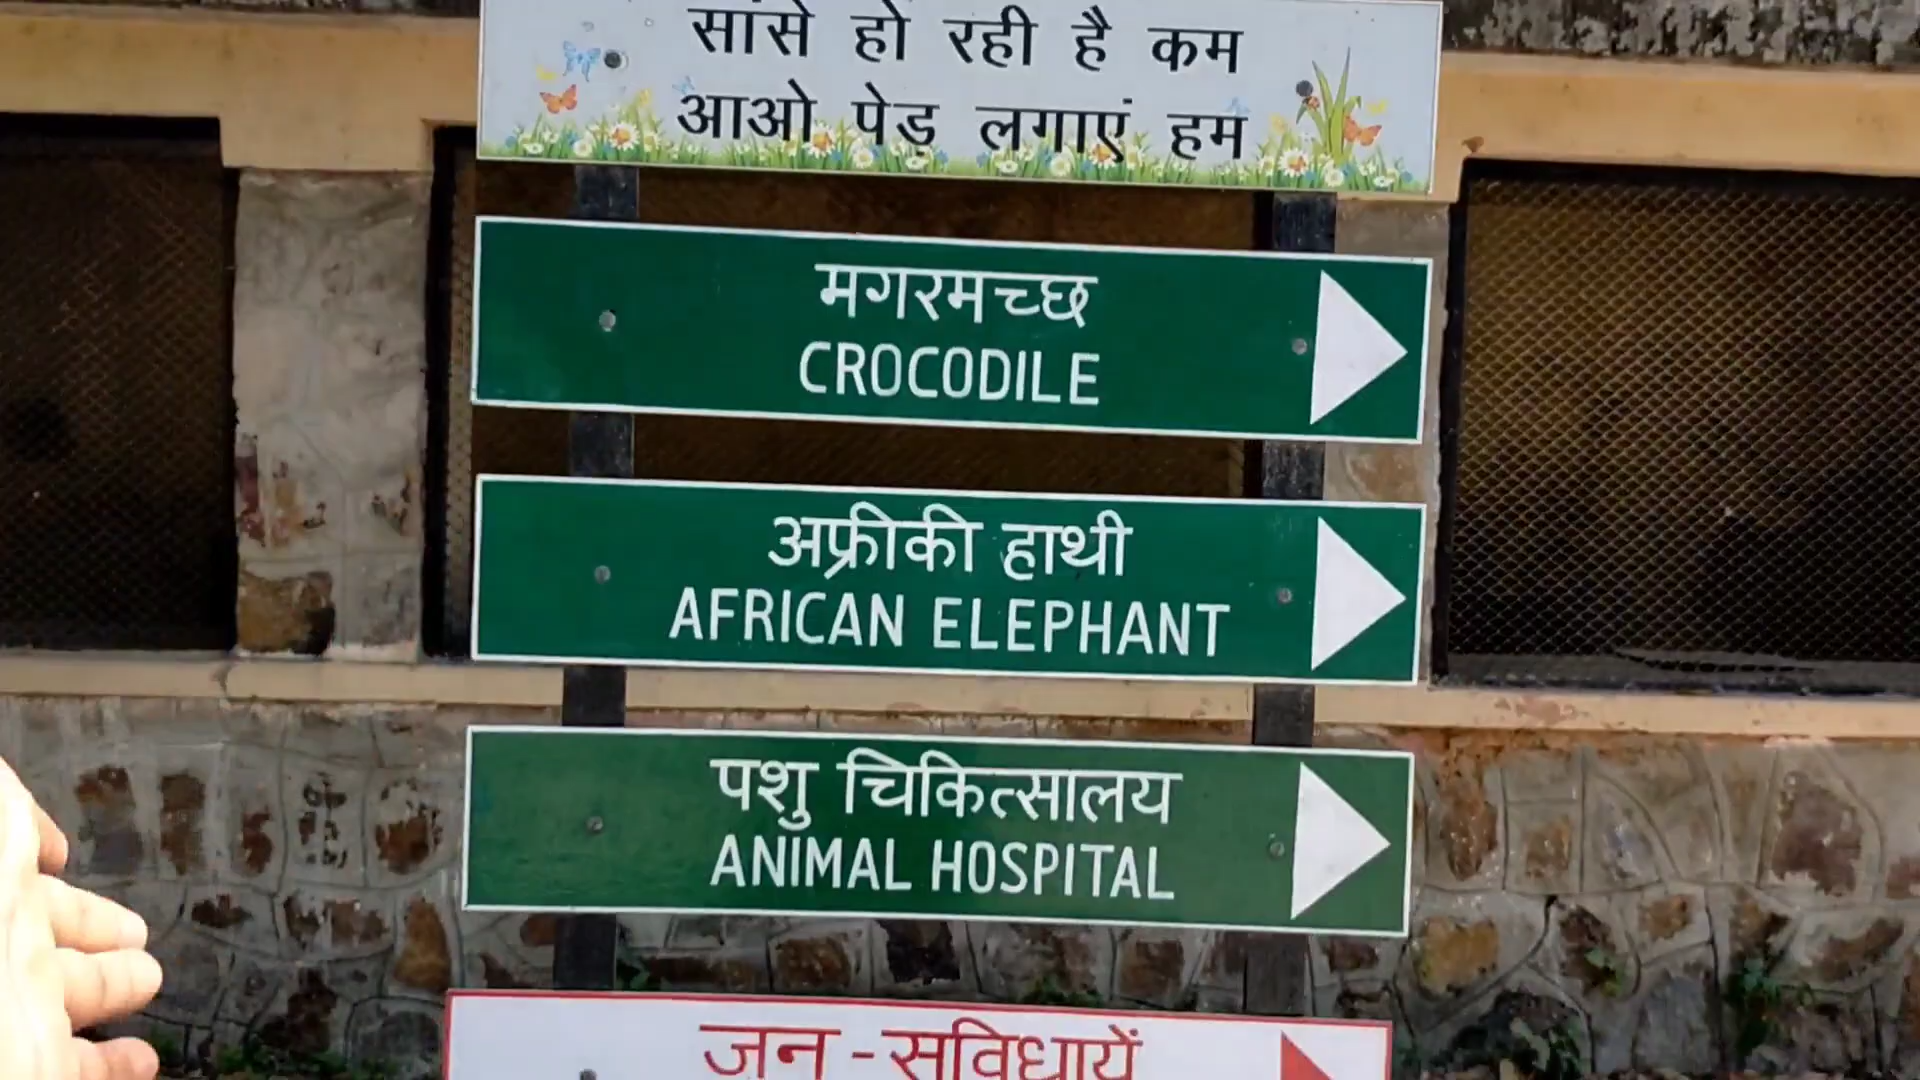 सांसे हो रही है कम
आओ पेड़ लगाएं हम
मगरमच्छ
CROCODILE
अफ्रीकी हाथी
AFRICAN ELEPHANT
पशु चिकित्सालय
ANIMAL HOSPITAL
जन - सुविधायें